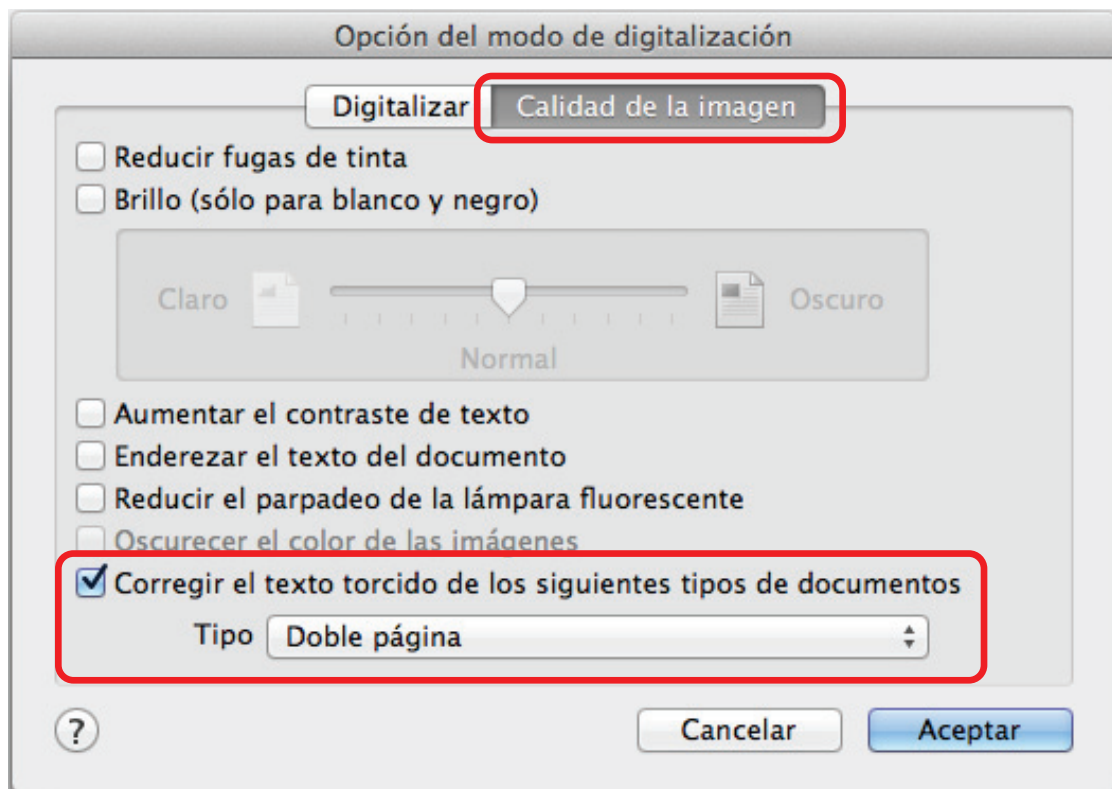 Opción del modo de digitalización
Digitalizar Calidad de la imagen
Reducir fugas de tinta
Brillo (sólo para blanco y negro)
Claro Oscuro
Normal
Aumentar el contraste de texto
Enderezar el texto del documento
Reducir el parpadeo de la lámpara fluorescente
Oscurecer el color de las imágenes
Corregir el texto torcido de los siguientes tipos de documentos
Tipo Doble página
? Cancelar Aceptar